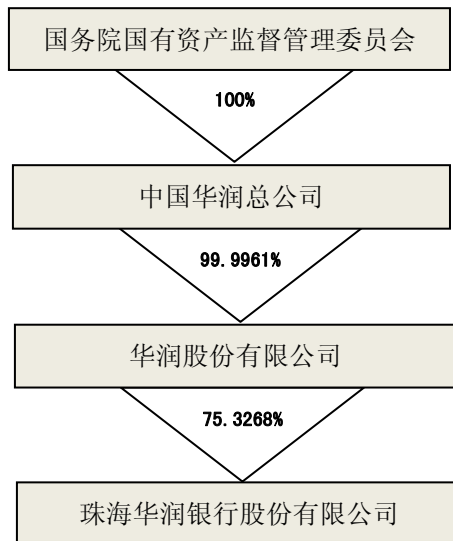 国务院国有资产监督管理委员会
100%
中国华润总公司
99.9961%
华润股份有限公司
75.3268%
珠海华润银行股份有限公司